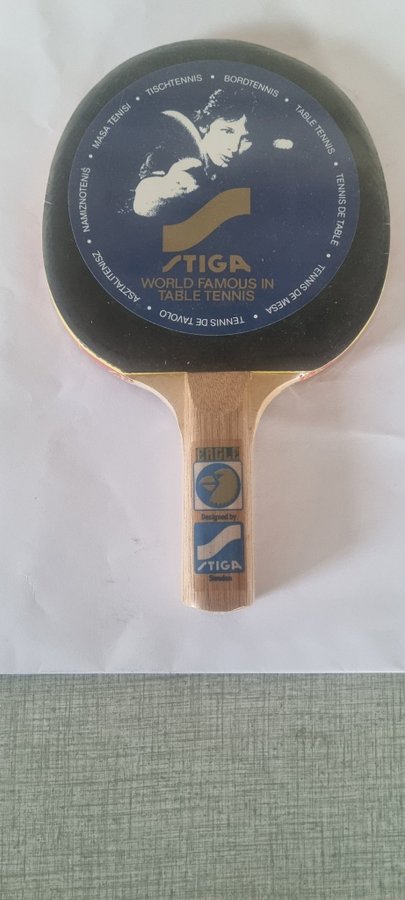 MASA TENISI • TISCHTENNIS • BORDTENNIS • TABLE TENNIS • TENNIS DE TABLE • TENNIS DE MESA • TENNIS DE TAVOLO • ASZTALITENISZ • NAMIZNOTENIŠ •
STIGA
WORLD FAMOUS IN
TABLE TENNIS
EAGLE
Designed by
STIGA
Sweden